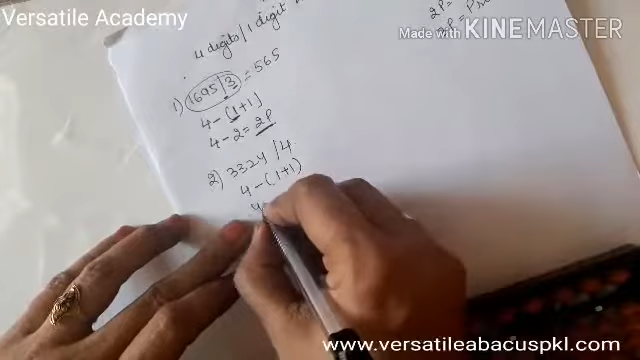 Versatile Academy
Made With
KINEMASTER
2P=
4 digits / 1 digit
1) 1695/3 = 565
4 - (1+1)
4 - 2 = 2P
2) 3324 / 4
4 - (1+1)
4
www.versatileabacuspkl.com